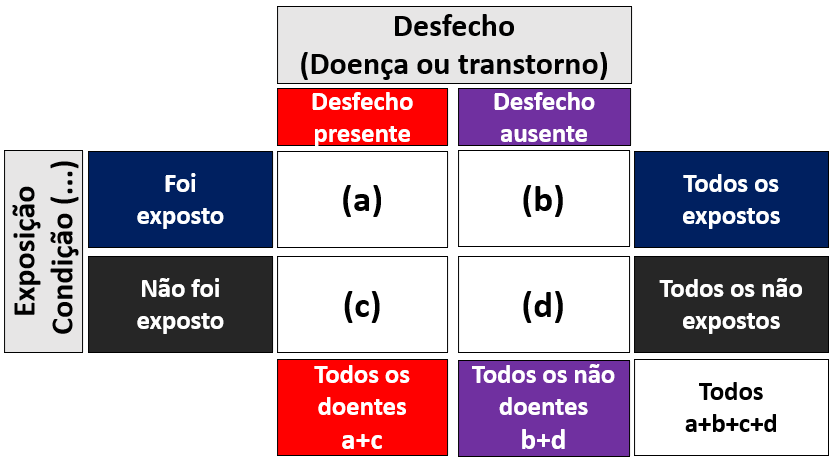 Desfecho
(Doença ou transtorno)
Desfecho
presente
Desfecho
ausente
Exposição
Condição (...)
Foi
exposto
(a)
(b)
Todos os
expostos
Não foi
exposto
(c)
(d)
Todos os não
expostos
Todos os
doentes
a+c
Todos os não
doentes
b+d
Todos
a+b+c+d